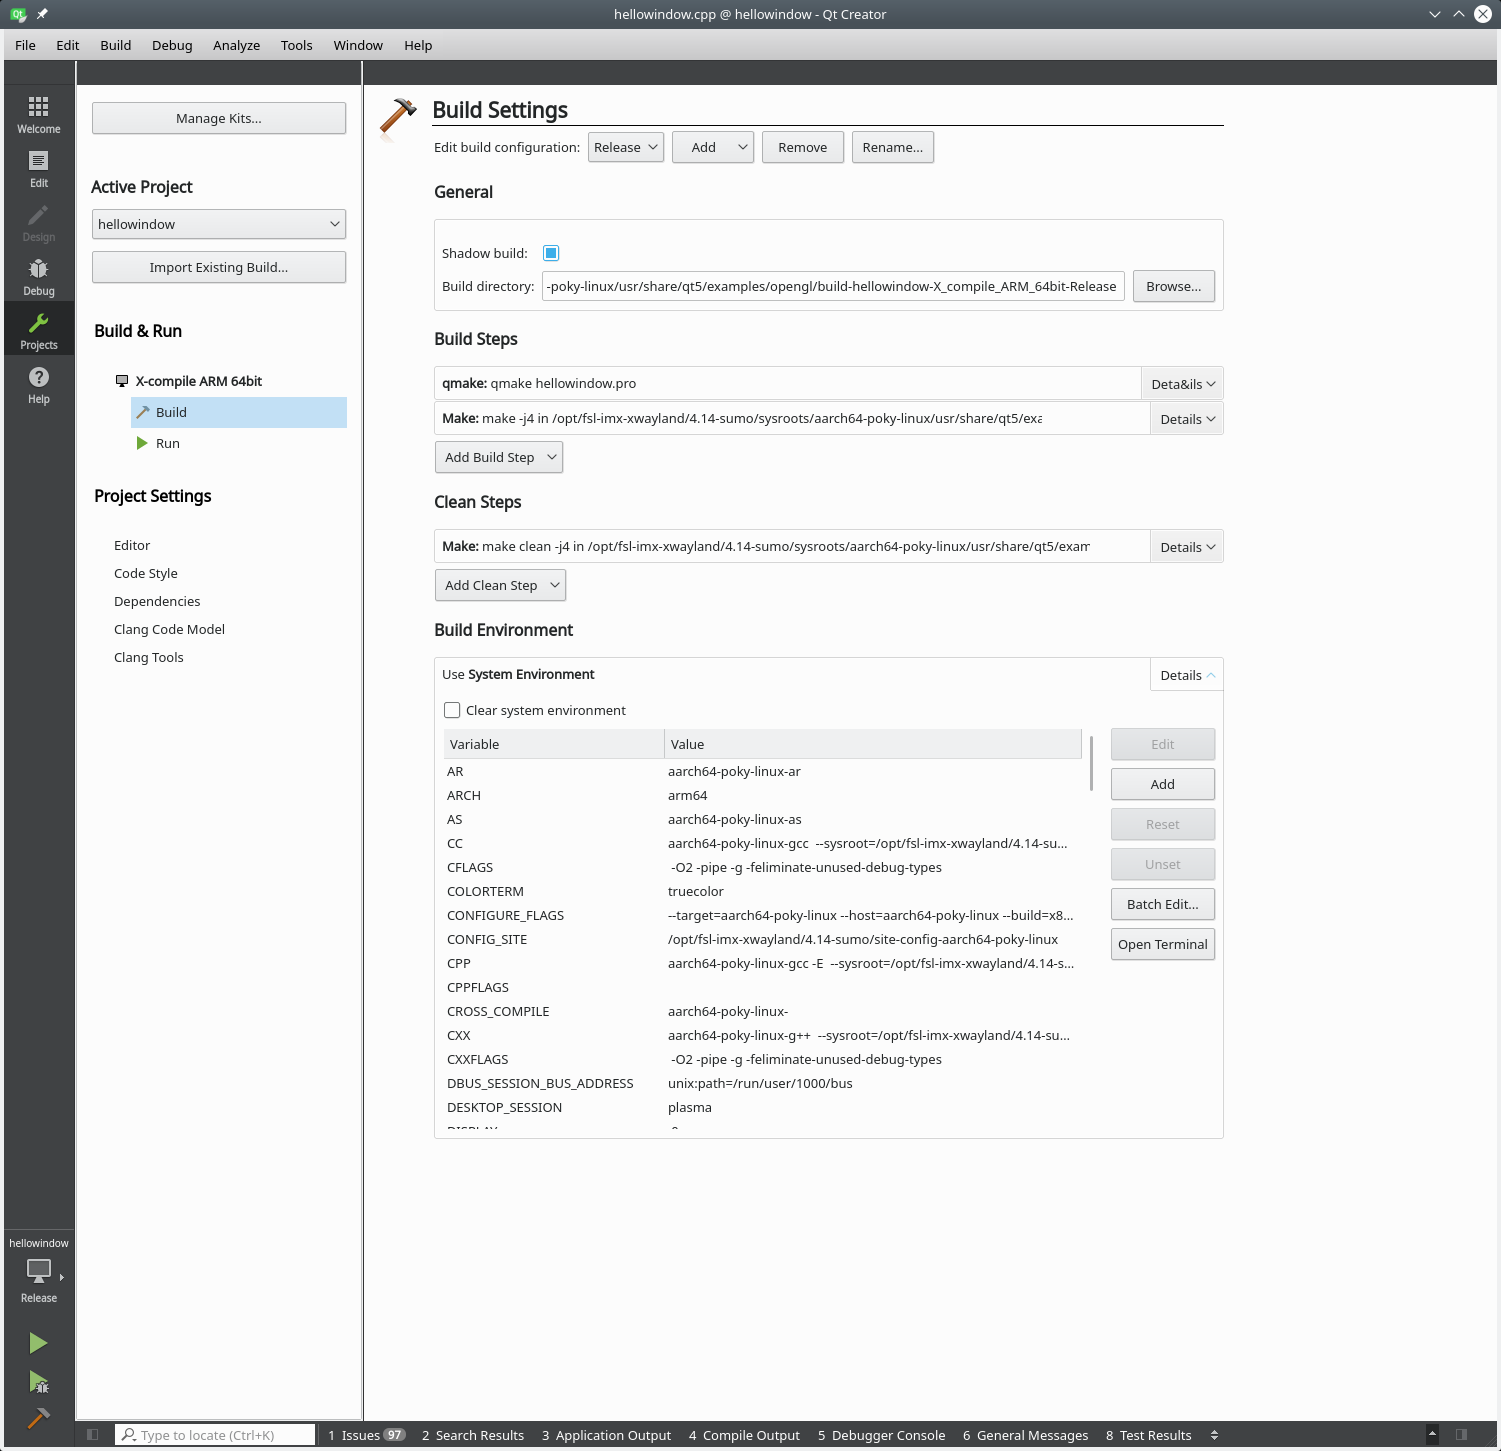 hellowindow.cpp @ hellowindow - Qt Creator
File Edit Build Debug Analyze Tools Window Help
Welcome
Edit
Design
Debug
Projects
Help
hellowindow
Release
Manage Kits...
Active Project
hellowindow
Import Existing Build...
Build & Run
X-compile ARM 64bit
Build
Run
Project Settings
Editor
Code Style
Dependencies
Clang Code Model
Clang Tools
Build Settings
Edit build configuration: Release Add Remove Rename...
General
Shadow build:
Build directory: -poky-linux/usr/share/qt5/examples/opengl/build-hellowindow-X_compile_ARM_64bit-Release Browse...
Build Steps
qmake: qmake hellowindow.pro Deta&ils
Make: make -j4 in /opt/fsl-imx-xwayland/4.14-sumo/sysroots/aarch64-poky-linux/usr/share/qt5/exa Details
Add Build Step
Clean Steps
Make: make clean -j4 in /opt/fsl-imx-xwayland/4.14-sumo/sysroots/aarch64-poky-linux/usr/share/qt5/exam Details
Add Clean Step
Build Environment
Use System Environment Details
Clear system environment
Variable Value
AR aarch64-poky-linux-ar
ARCH arm64
AS aarch64-poky-linux-as
CC aarch64-poky-linux-gcc --sysroot=/opt/fsl-imx-xwayland/4.14-su...
CFLAGS -O2 -pipe -g -feliminate-unused-debug-types
COLORTERM truecolor
CONFIGURE_FLAGS --target=aarch64-poky-linux --host=aarch64-poky-linux --build=x8...
CONFIG_SITE /opt/fsl-imx-xwayland/4.14-sumo/site-config-aarch64-poky-linux
CPP aarch64-poky-linux-gcc -E --sysroot=/opt/fsl-imx-xwayland/4.14-s...
CPPFLAGS
CROSS_COMPILE aarch64-poky-linux-
CXX aarch64-poky-linux-g++ --sysroot=/opt/fsl-imx-xwayland/4.14-su...
CXXFLAGS -O2 -pipe -g -feliminate-unused-debug-types
DBUS_SESSION_BUS_ADDRESS unix:path=/run/user/1000/bus
DESKTOP_SESSION plasma
Edit
Add
Reset
Unset
Batch Edit...
Open Terminal
Type to locate (Ctrl+K) 1 Issues 97 2 Search Results 3 Application Output 4 Compile Output 5 Debugger Console 6 General Messages 8 Test Results